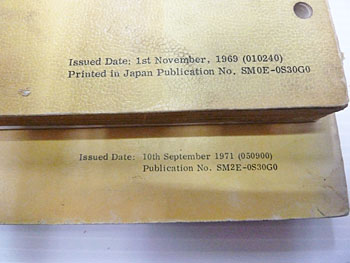 Issued Date: 1st November, 1969 (010240)
Printed in Japan Publication No. SM0E-0S30G0
Issued Date: 10th September 1971 (050900)
Publication No. SM2E-0S30G0